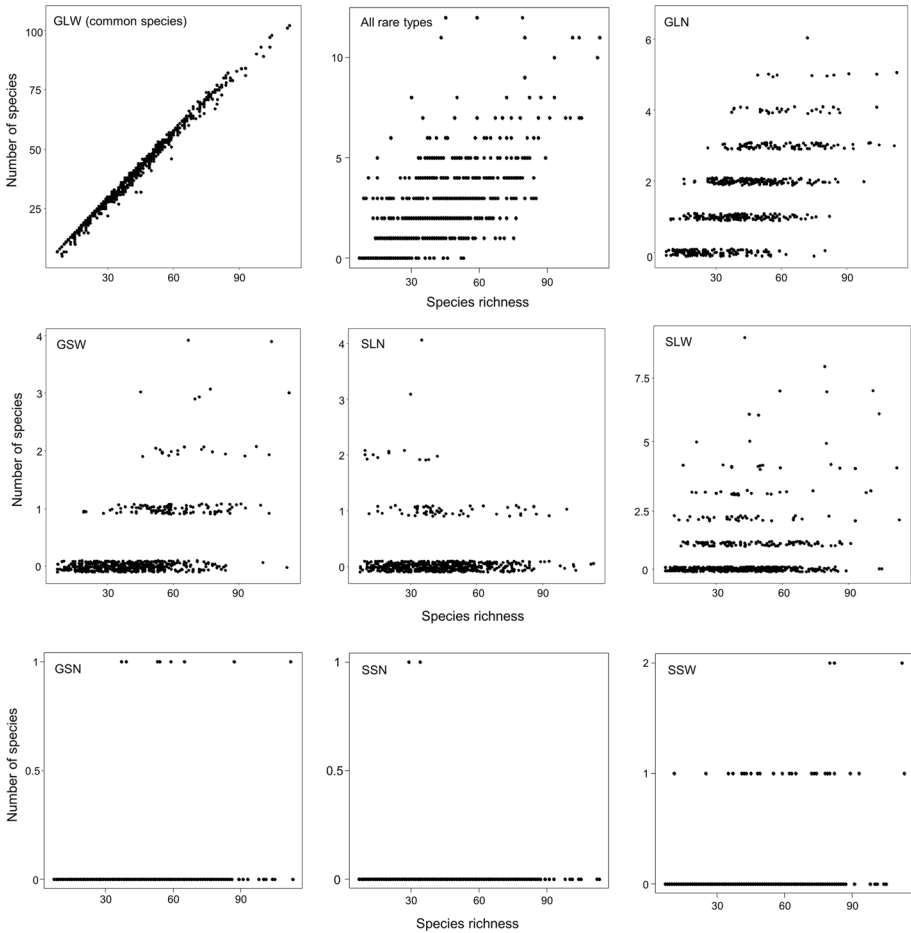 GLW (common species)
100
75
50
25
30 60 90
Number of species
All rare types
10
5
0
30 60 90
Species richness
GLN
6
4
2
0
30 60 90
GSW
4
3
2
1
0
30 60 90
Number of species
SLN
4
3
2
1
0
30 60 90
Species richness
SLW
7.5
5
2.5
0
30 60 90
GSN
1
0.5
0
30 60 90
Number of species
SSN
1
0.5
0
30 60 90
Species richness
SSW
2
1
0
30 60 90